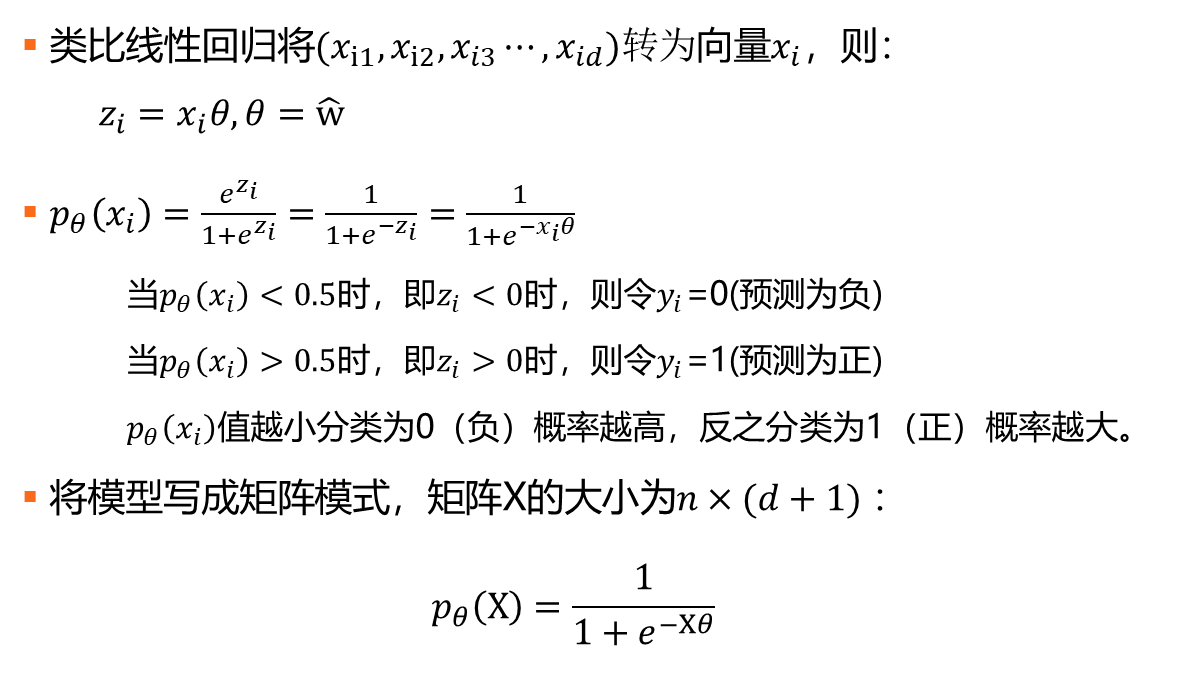 ▪ 类比线性回归将(x_{i1}, x_{i2}, x_{i3} ⋯, x_{id})转为向量x_i，则：
z_i = x_iθ, θ = ŵ
▪ p_θ(x_i) = \frac{e^{z_i}}{1+e^{z_i}} = \frac{1}{1+e^{-z_i}} = \frac{1}{1+e^{-x_iθ}}
当p_θ(x_i) < 0.5时，即z_i < 0时，则令y_i=0(预测为负)
当p_θ(x_i) > 0.5时，即z_i > 0时，则令y_i=1(预测为正)
p_θ(x_i)值越小分类为0（负）概率越高，反之分类为1（正）概率越大。
▪ 将模型写成矩阵模式，矩阵X的大小为n × (d + 1)：
p_θ(X) = \frac{1}{1 + e^{-Xθ}}